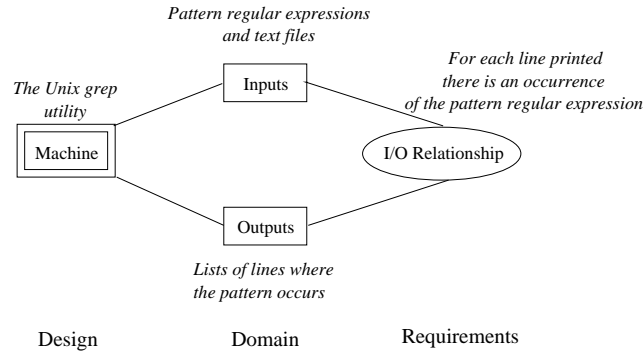 Pattern regular expressions
and text files
For each line printed
there is an occurrence
of the pattern regular expression
The Unix grep
utility
Inputs
Machine
I/O Relationship
Outputs
Lists of lines where
the pattern occurs
Design
Domain
Requirements